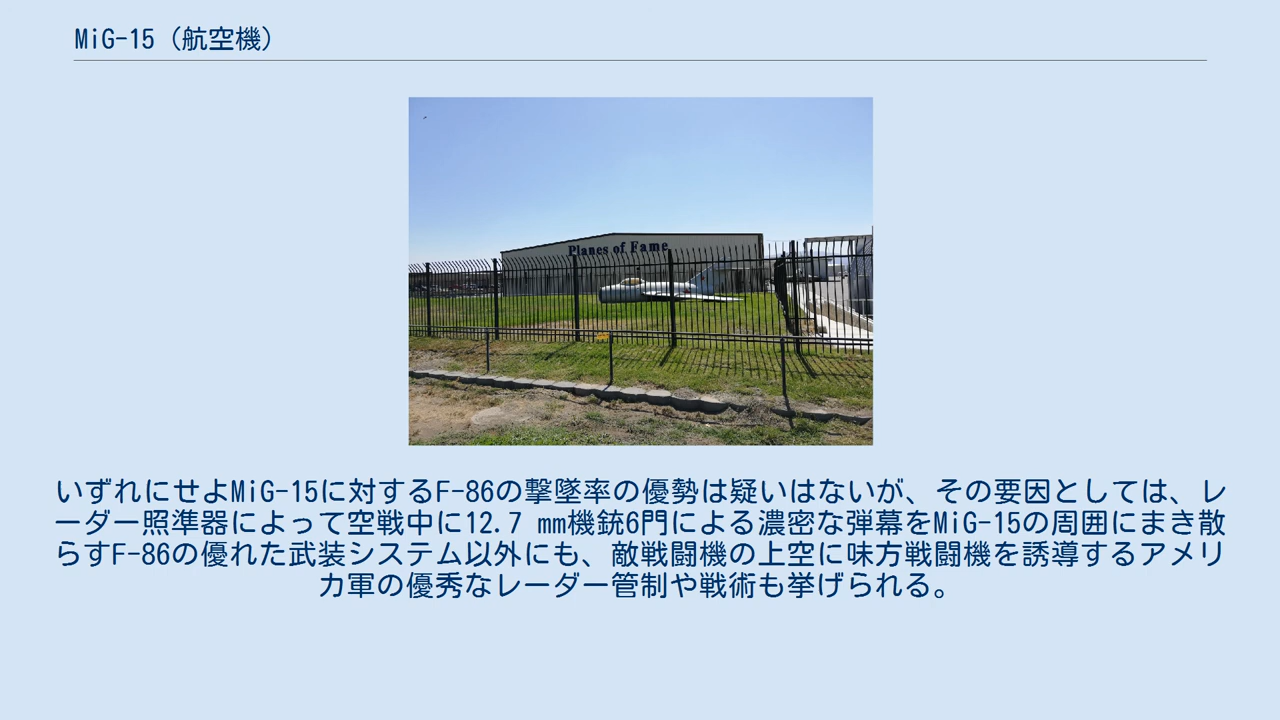 MiG-15（航空機）
Planes of Fame
いずれにせよMiG-15に対するF-86の撃墜率の優勢は疑いはないが、その要因としては、レ
ーダー照準器によって空戦中に12.7 mm機銃6門による濃密な弾幕をMiG-15の周囲にまき散
らすF-86の優れた武装システム以外にも、敵戦闘機の上空に味方戦闘機を誘導するアメリ
カ軍の優秀なレーダー管制や戦術も挙げられる。